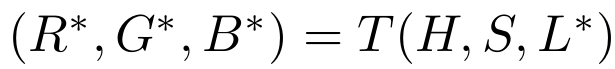 (R*, G*, B*) = T(H, S, L*)